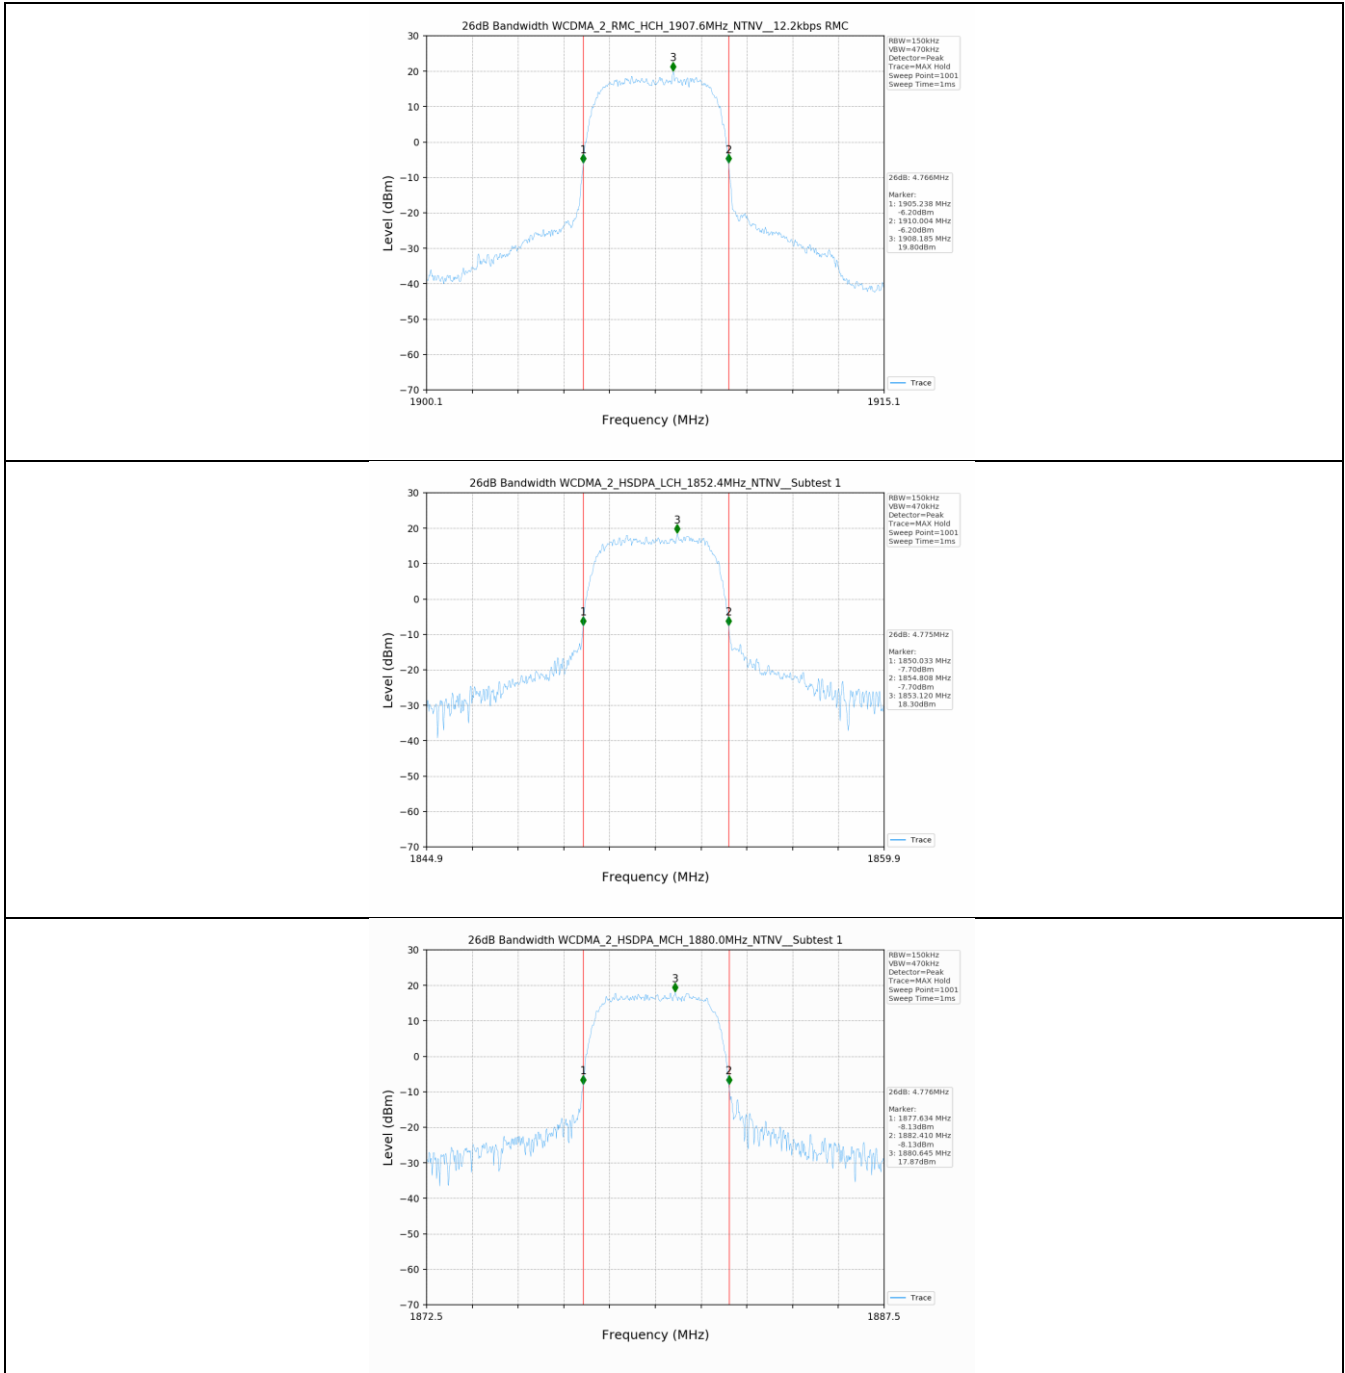 26dB Bandwidth WCDMA_2_RMC_HCH_1907.6MHz_NTNV__12.2kbps RMC
RBW=150kHz
VBW=470kHz
Detector=Peak
Trace=MAX Hold
Sweep Point=1001
Sweep Time=1ms
30
20
10
0
−10
−20
−30
−40
−50
−60
−70
Level (dBm)
3
1
2
26dB: 4.766MHz
Marker:
1: 1905.238 MHz
-6.20dBm
2: 1910.004 MHz
-6.20dBm
3: 1908.185 MHz
19.80dBm
Trace
1900.1
1915.1
Frequency (MHz)
26dB Bandwidth WCDMA_2_HSDPA_LCH_1852.4MHz_NTNV__Subtest 1
RBW=150kHz
VBW=470kHz
Detector=Peak
Trace=MAX Hold
Sweep Point=1001
Sweep Time=1ms
30
20
10
0
−10
−20
−30
−40
−50
−60
−70
Level (dBm)
3
1
2
26dB: 4.775MHz
Marker:
1: 1850.033 MHz
-7.70dBm
2: 1854.808 MHz
-7.70dBm
3: 1853.120 MHz
18.30dBm
Trace
1844.9
1859.9
Frequency (MHz)
26dB Bandwidth WCDMA_2_HSDPA_MCH_1880.0MHz_NTNV__Subtest 1
RBW=150kHz
VBW=470kHz
Detector=Peak
Trace=MAX Hold
Sweep Point=1001
Sweep Time=1ms
30
20
10
0
−10
−20
−30
−40
−50
−60
−70
Level (dBm)
3
1
2
26dB: 4.776MHz
Marker:
1: 1877.634 MHz
-8.13dBm
2: 1882.410 MHz
-8.13dBm
3: 1880.645 MHz
17.87dBm
Trace
1872.5
1887.5
Frequency (MHz)